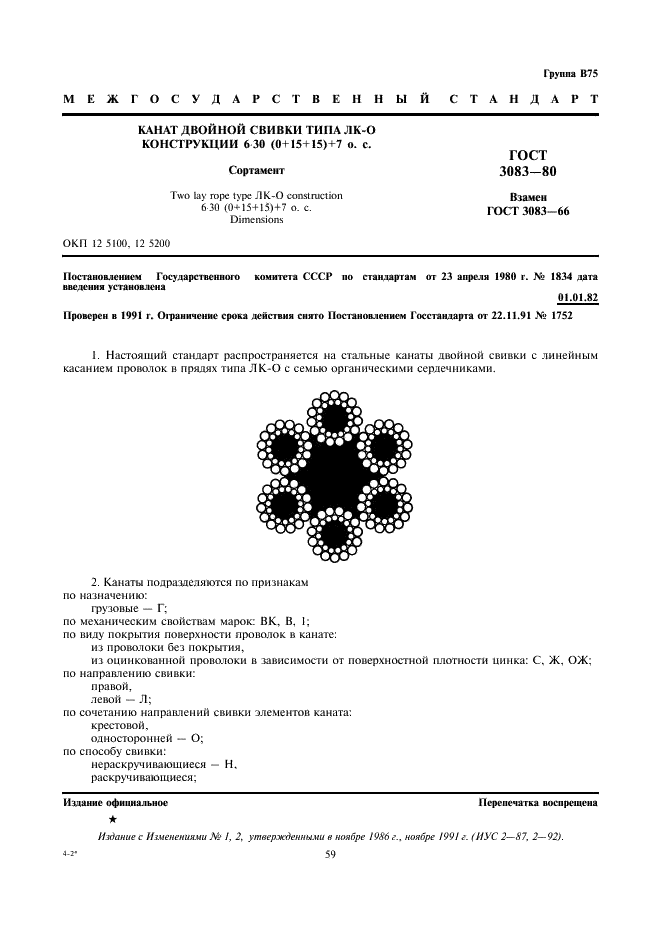 Группа В75
МЕЖГОСУДАРСТВЕННЫЙ СТАНДАРТ
КАНАТ ДВОЙНОЙ СВИВКИ ТИПА ЛК-О
КОНСТРУКЦИИ 6·30 (0+15+15)+7 о. с.
Сортамент
Two lay rope type ЛК-О construction
6·30 (0+15+15)+7 о. с.
Dimensions
ГОСТ
3083—80
Взамен
ГОСТ 3083—66
ОКП 12 5100, 12 5200
Постановлением Государственного комитета СССР по стандартам от 23 апреля 1980 г. № 1834 дата
введения установлена
01.01.82
Проверен в 1991 г. Ограничение срока действия снято Постановлением Госстандарта от 22.11.91 № 1752
1. Настоящий стандарт распространяется на стальные канаты двойной свивки с линейным
касанием проволок в прядях типа ЛК-О с семью органическими сердечниками.
2. Канаты подразделяются по признакам
по назначению:
грузовые — Г;
по механическим свойствам марок: ВК, В, 1;
по виду покрытия поверхности проволок в канате:
из проволоки без покрытия,
из оцинкованной проволоки в зависимости от поверхностной плотности цинка: С, Ж, ОЖ;
по направлению свивки:
правой,
левой — Л;
по сочетанию направлений свивки элементов каната:
крестовой,
односторонней — О;
по способу свивки:
нераскручивающиеся — Н,
раскручивающиеся;
Издание официальное
Перепечатка воспрещена
★
Издание с Изменениями № 1, 2, утвержденными в ноябре 1986 г., ноябре 1991 г. (ИУС 2—87, 2—92).
4-2*
59